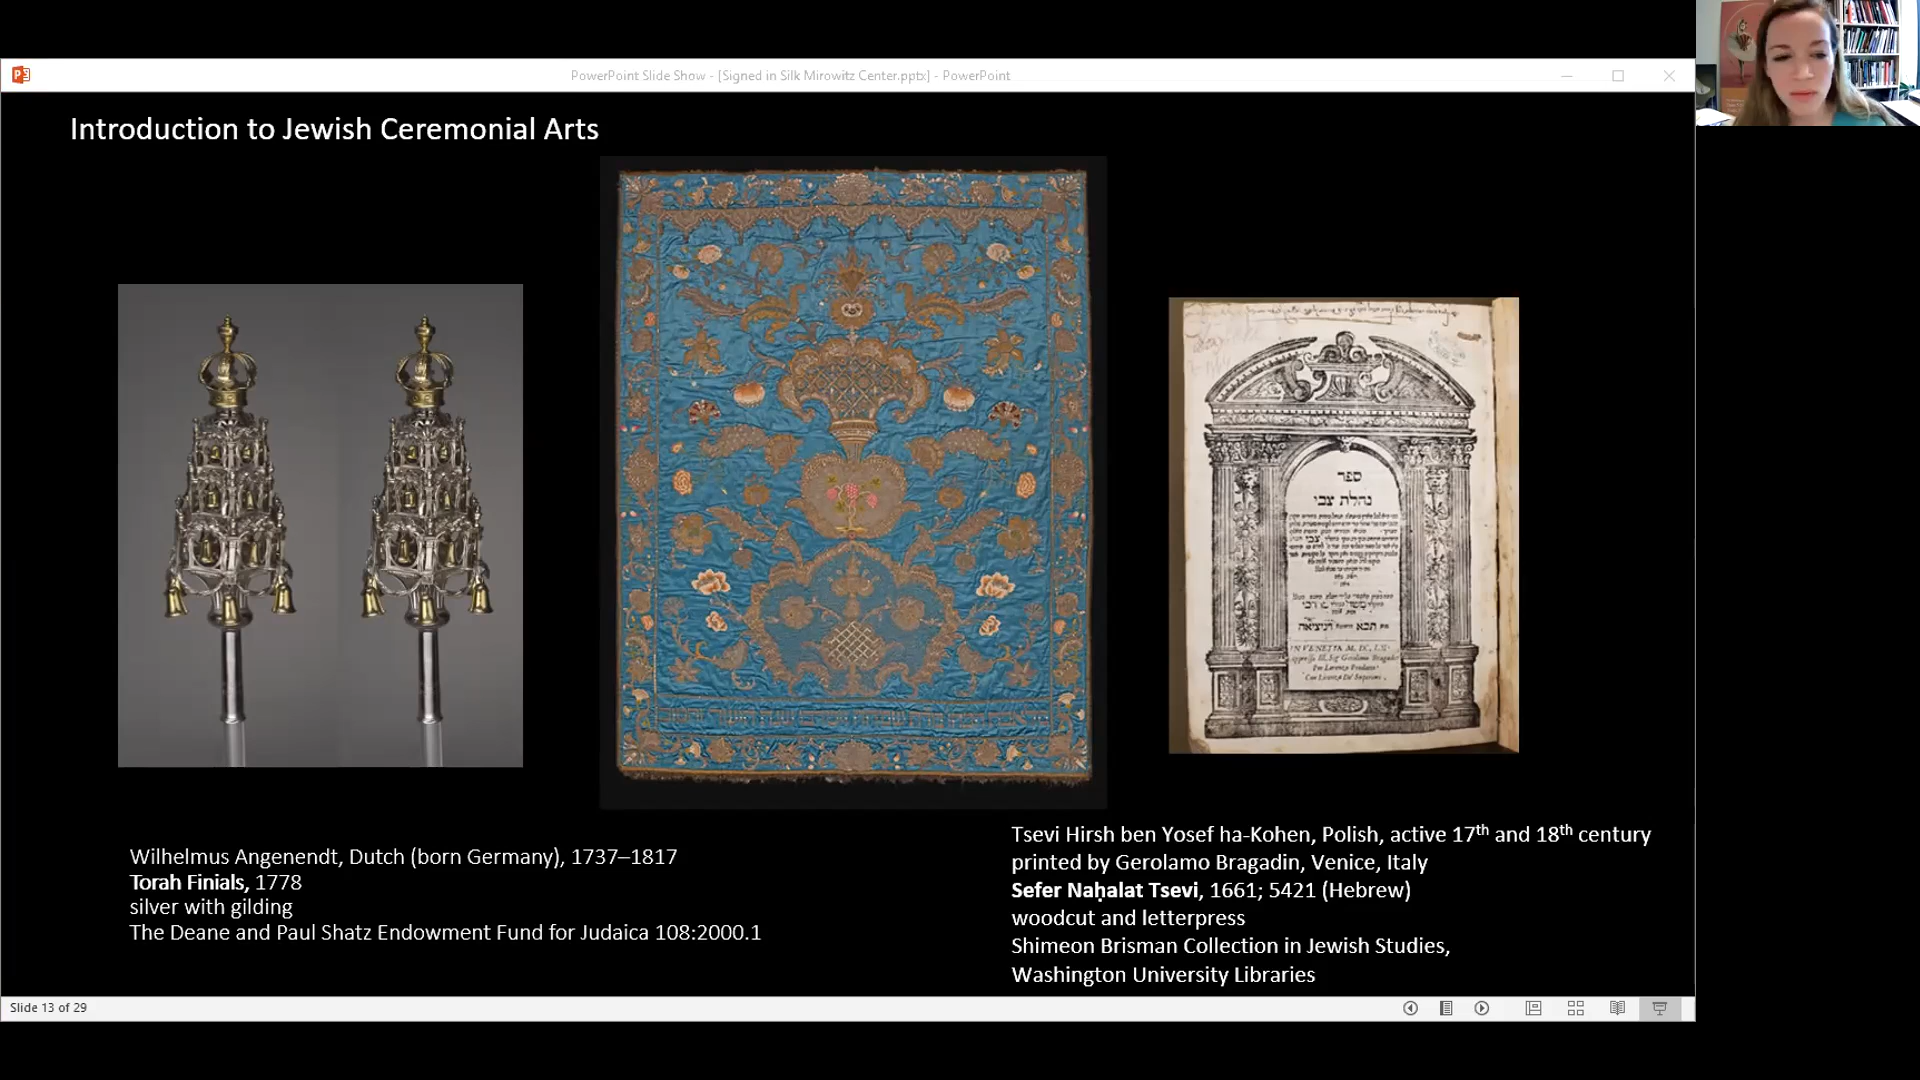 PowerPoint Slide Show - [Signed in Silk Mirowitz Center.pptx] - PowerPoint
Introduction to Jewish Ceremonial Arts
ספר
נחלת צבי
Wilhelmus Angenendt, Dutch (born Germany), 1737–1817
Torah Finials, 1778
silver with gilding
The Deane and Paul Shatz Endowment Fund for Judaica 108:2000.1
Tsevi Hirsh ben Yosef ha-Kohen, Polish, active 17th and 18th century
printed by Gerolamo Bragadin, Venice, Italy
Sefer Naḥalat Tsevi, 1661; 5421 (Hebrew)
woodcut and letterpress
Shimeon Brisman Collection in Jewish Studies,
Washington University Libraries
Slide 13 of 29